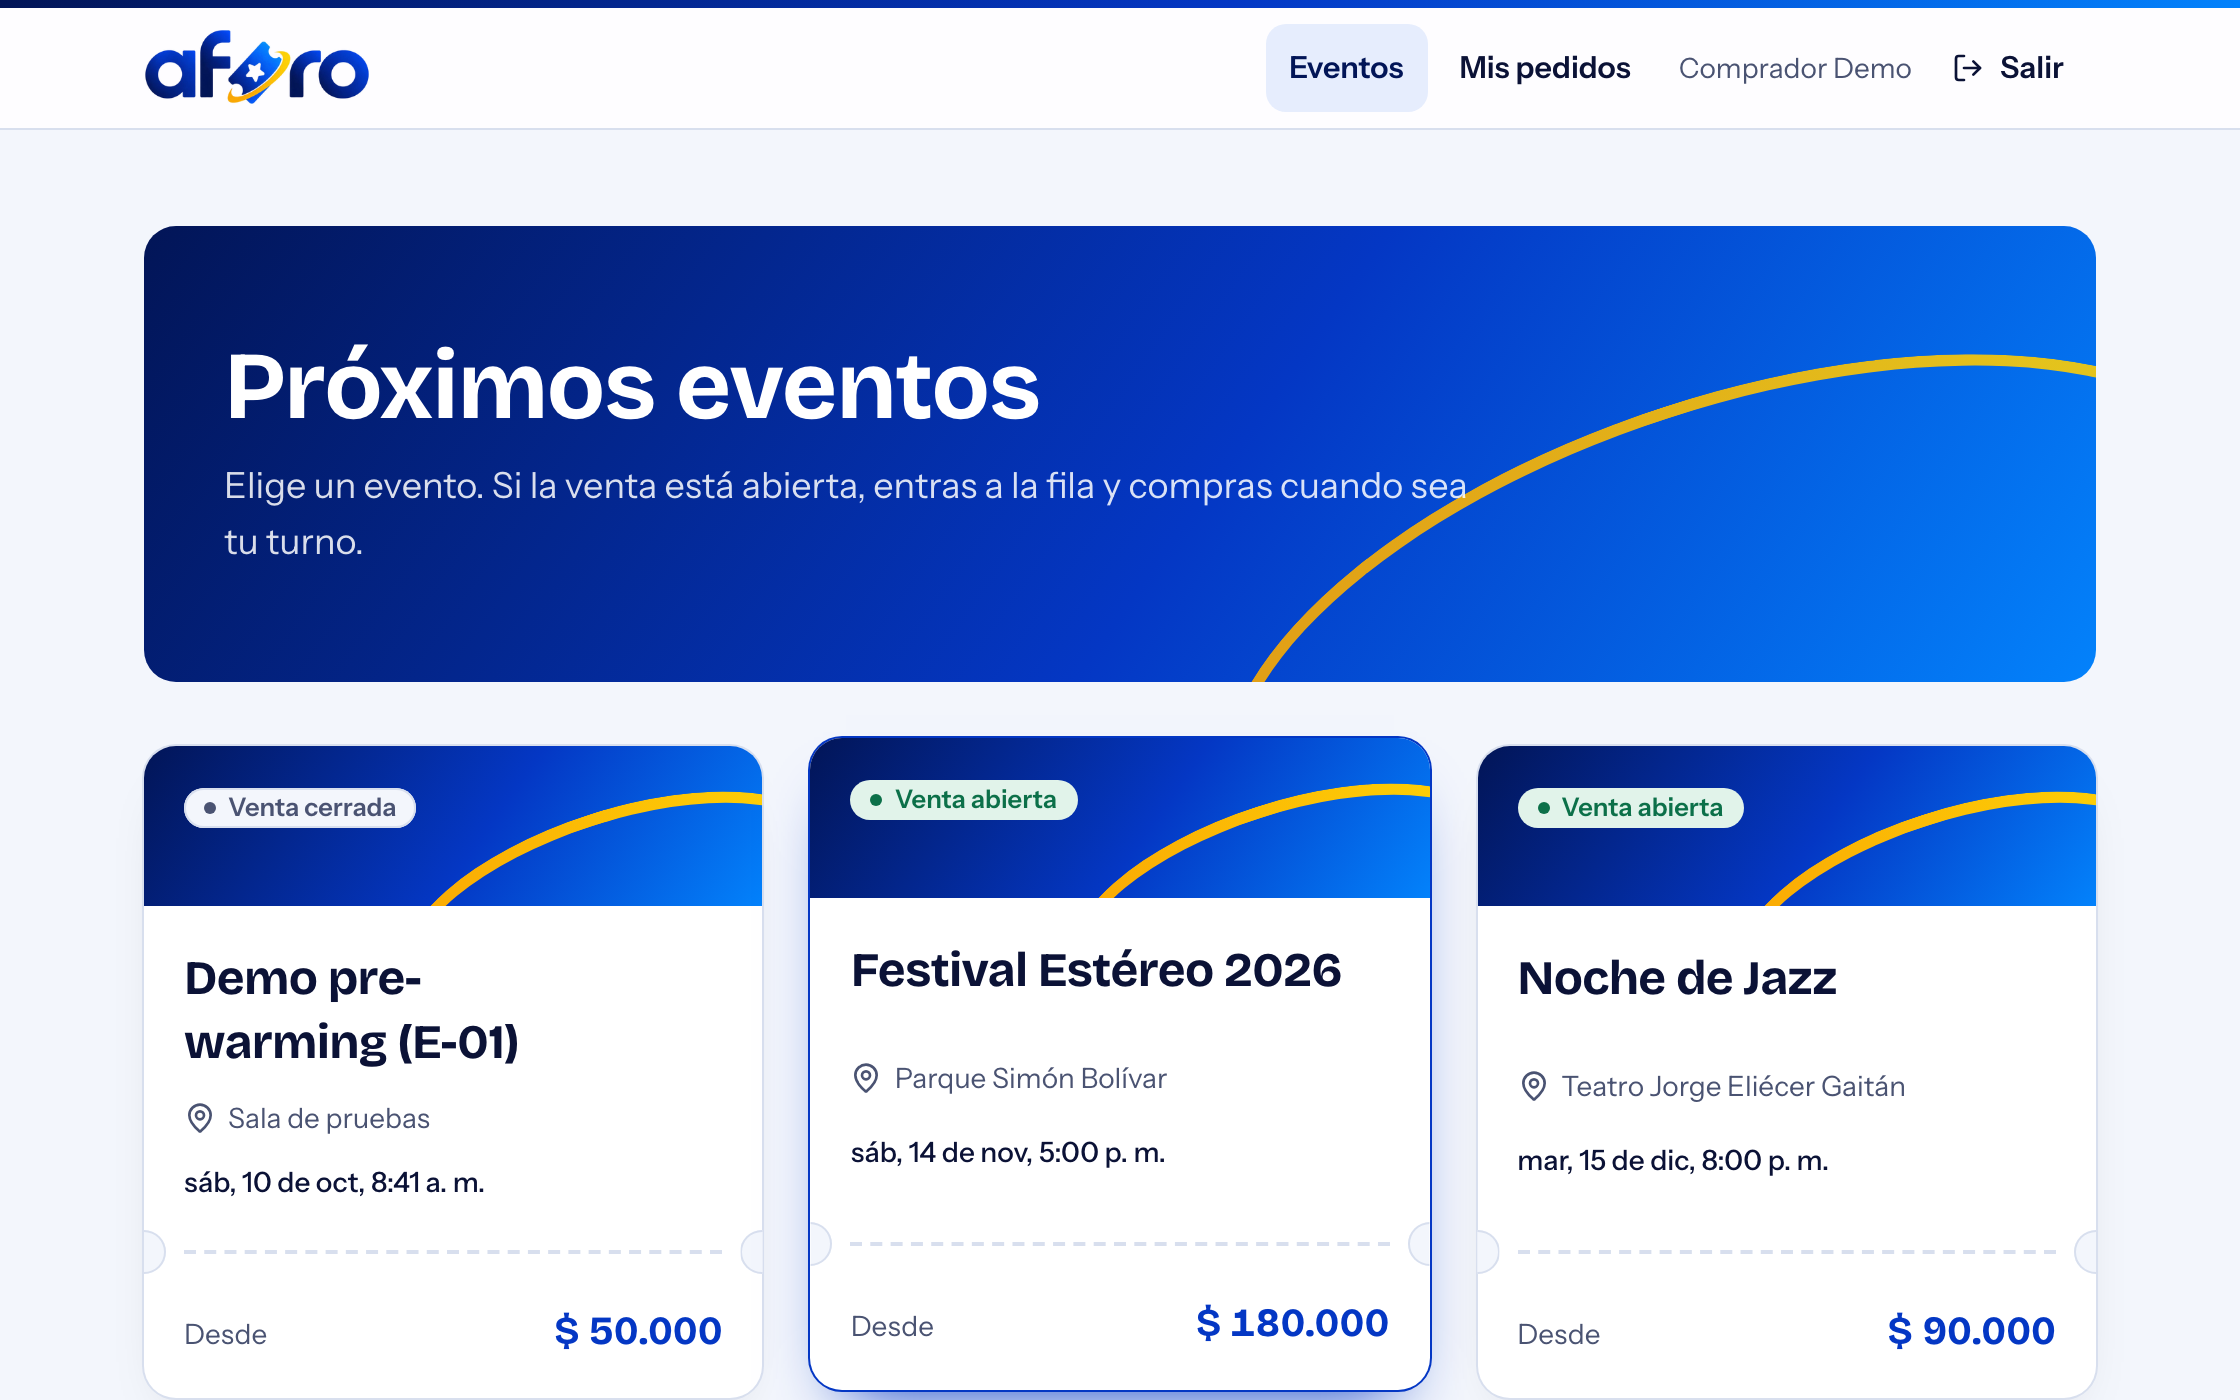 aforo
Eventos
Mis pedidos
Comprador Demo
Salir
Próximos eventos
Elige un evento. Si la venta está abierta, entras a la fila y compras cuando sea
tu turno.
Venta cerrada
Demo pre-
warming (E-01)
Sala de pruebas
sáb, 10 de oct, 8:41 a. m.
Desde
$ 50.000
Venta abierta
Festival Estéreo 2026
Parque Simón Bolívar
sáb, 14 de nov, 5:00 p. m.
Desde
$ 180.000
Venta abierta
Noche de Jazz
Teatro Jorge Eliécer Gaitán
mar, 15 de dic, 8:00 p. m.
Desde
$ 90.000